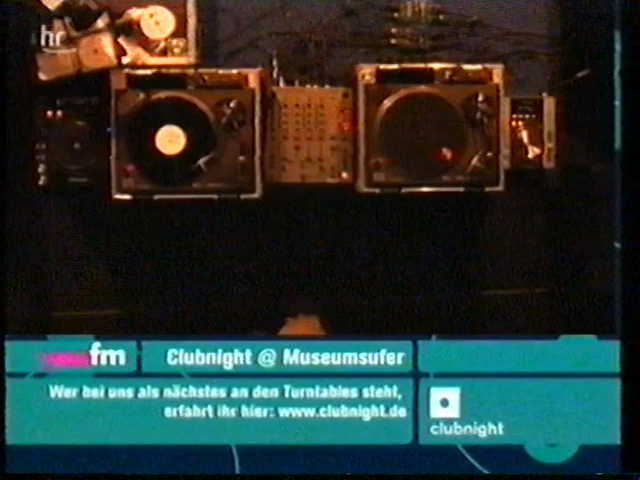 hr
fm
Clubnight @ Museumsufer
Wer bei uns als nächstes an den Turntables steht,
erfahrt ihr hier: www.clubnight.de
clubnight